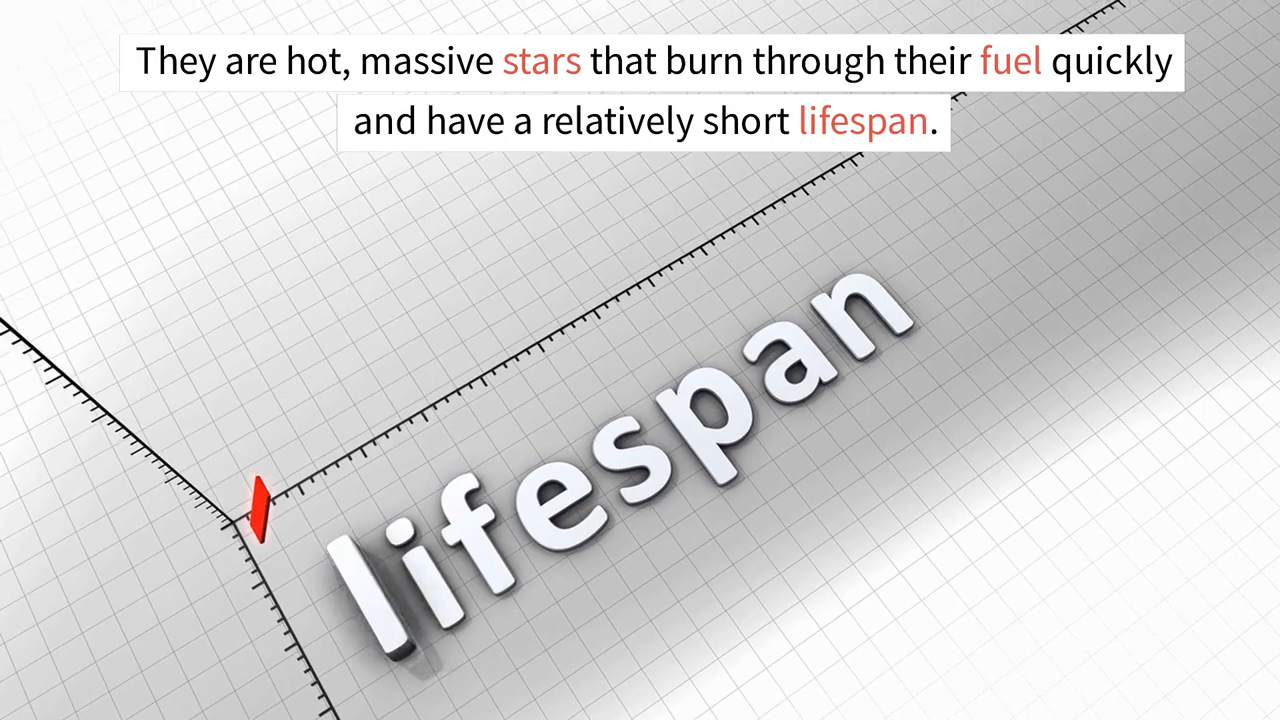 They are hot, massive stars that burn through their fuel quickly
and have a relatively short lifespan.
lifespan